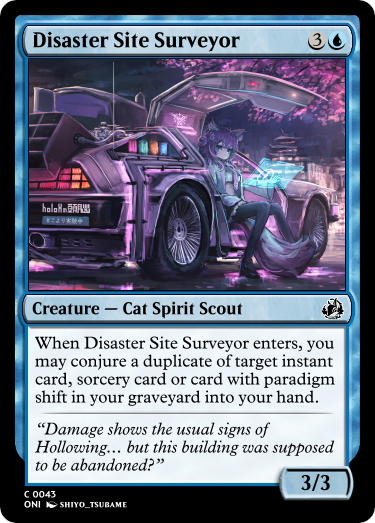 Disaster Site Surveyor 3
holoHn
Creature — Cat Spirit Scout
When Disaster Site Surveyor enters, you
may conjure a duplicate of target instant
card, sorcery card or card with paradigm
shift in your graveyard into your hand.
“Damage shows the usual signs of
Hollowing... but this building was supposed
to be abandoned?”
3/3
C 0043
ONI SHIYO_TSUBAME